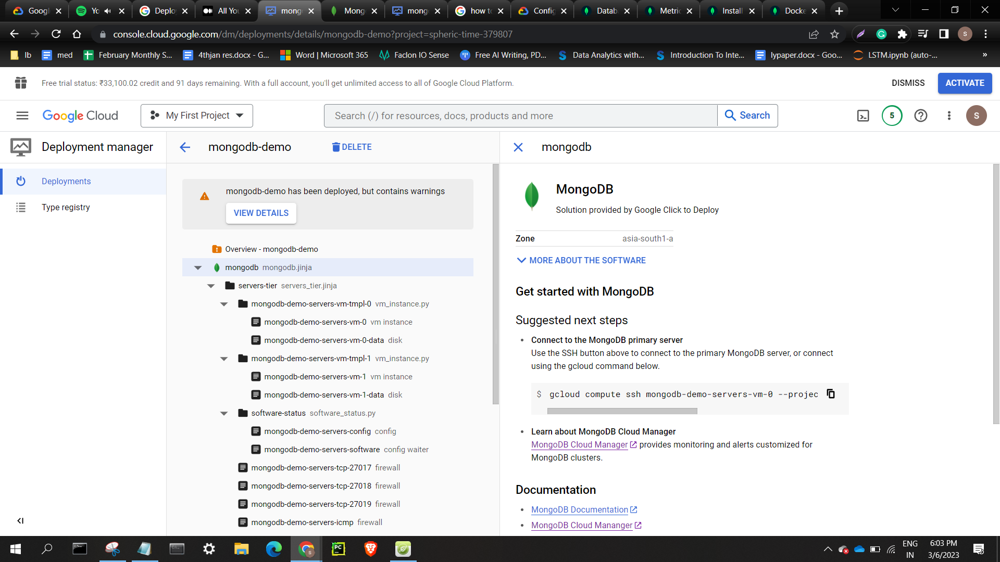 Googl
Yo
Deplo
All You
mong
Mong
mong
how to
Config
Datab
Metric
Install
Docke
console.cloud.google.com/dm/deployments/details/mongodb-demo?project=spheric-time-379807
S
lb
med
February Monthly S...
4thjan res.docx - G...
Word | Microsoft 365
Faclon IO Sense
Free AI Writing, PD...
Data Analytics with...
Introduction To Inte...
lypaper.docx - Goo...
LSTM.ipynb (auto-...
»
Free trial status: ₹33,100.02 credit and 91 days remaining. With a full account, you'll get unlimited access to all of Google Cloud Platform.
DISMISS
ACTIVATE
Google Cloud
My First Project
Search (/) for resources, docs, products and more
Search
5
S
Deployment manager
mongodb-demo
DELETE
mongodb
Deployments
Type registry
mongodb-demo has been deployed, but contains warnings
VIEW DETAILS
Overview - mongodb-demo
mongodb mongodb.jinja
servers-tier servers_tier.jinja
mongodb-demo-servers-vm-tmpl-0 vm_instance.py
mongodb-demo-servers-vm-0 vm instance
mongodb-demo-servers-vm-0-data disk
mongodb-demo-servers-vm-tmpl-1 vm_instance.py
mongodb-demo-servers-vm-1 vm instance
mongodb-demo-servers-vm-1-data disk
software-status software_status.py
mongodb-demo-servers-config config
mongodb-demo-servers-software config waiter
mongodb-demo-servers-tcp-27017 firewall
mongodb-demo-servers-tcp-27018 firewall
mongodb-demo-servers-tcp-27019 firewall
mongodb-demo-servers-icmp firewall
MongoDB
Solution provided by Google Click to Deploy
Zone asia-south1-a
MORE ABOUT THE SOFTWARE
Get started with MongoDB
Suggested next steps
• Connect to the MongoDB primary server
Use the SSH button above to connect to the primary MongoDB server, or connect
using the gcloud command below.
$ gcloud compute ssh mongodb-demo-servers-vm-0 --projec
• Learn about MongoDB Cloud Manager
MongoDB Cloud Manager provides monitoring and alerts customized for
MongoDB clusters.
Documentation
• MongoDB Documentation
• MongoDB Cloud Mananger
PC
ENG
IN
6:03 PM
3/6/2023